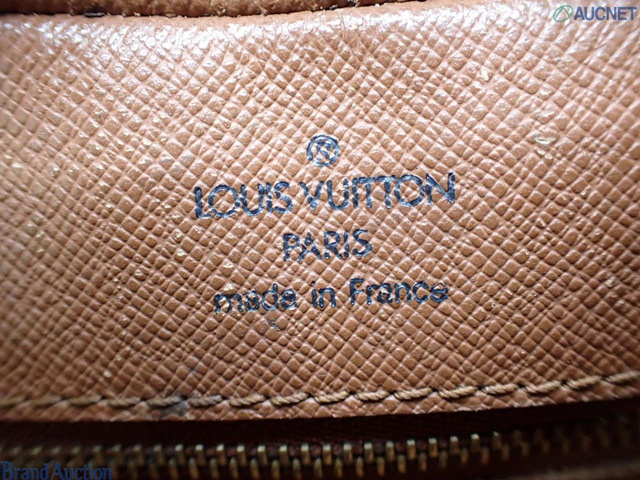 AUCNET
®
LOUIS VUITTON
PARIS
made in France
Brand Auction